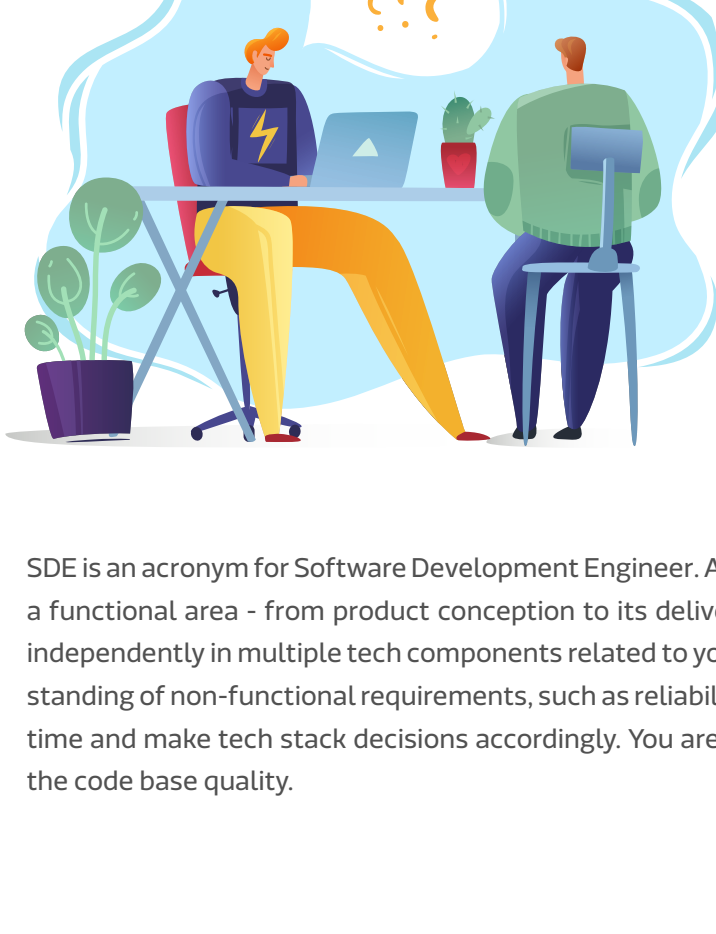 SDE is an acronym for Software Development Engineer. A
a functional area - from product conception to its delive
independently in multiple tech components related to yo
standing of non-functional requirements, such as reliabil
time and make tech stack decisions accordingly. You are
the code base quality.